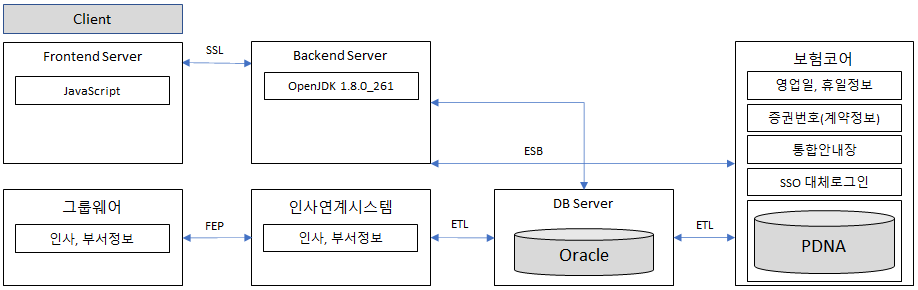 Client
Frontend Server
JavaScript
SSL
Backend Server
OpenJDK 1.8.0_261
ESB
보험코어
영업일, 휴일정보
증권번호(계약정보)
통합안내장
SSO 대체로그인
PDNA
그룹웨어
인사, 부서정보
FEP
인사연계시스템
인사, 부서정보
ETL
DB Server
Oracle
ETL